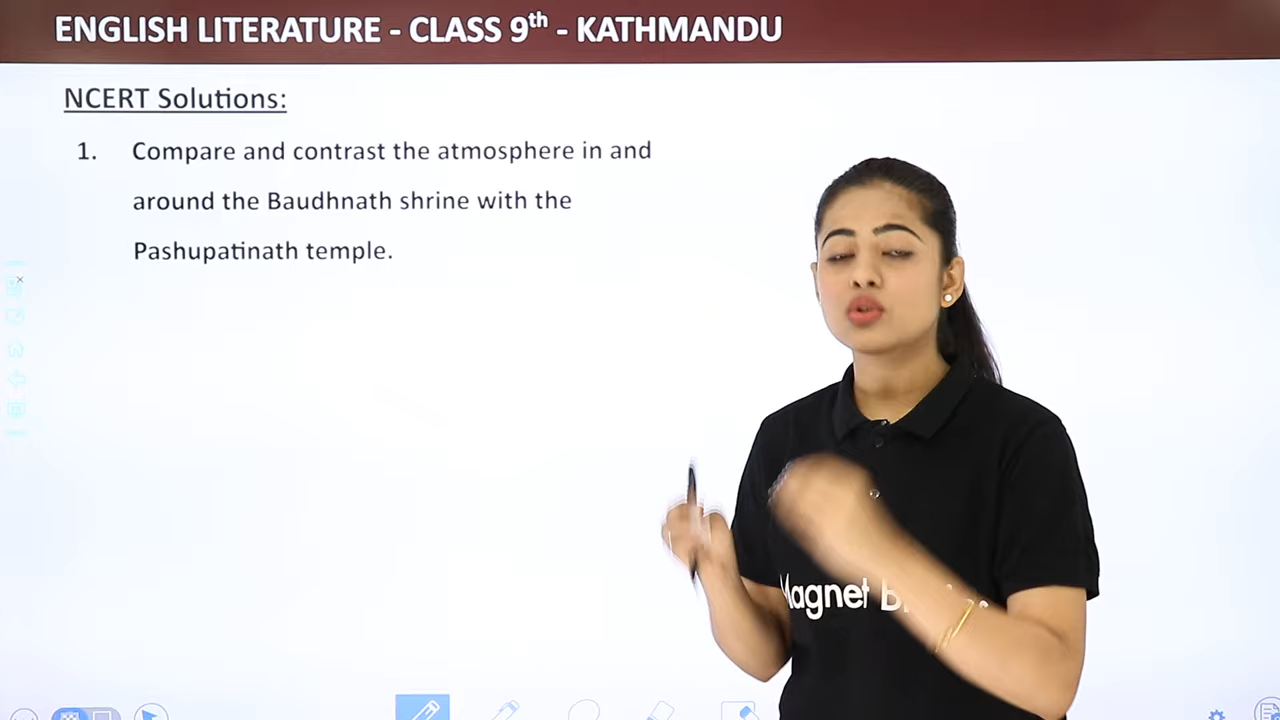 ENGLISH LITERATURE - CLASS 9th - KATHMANDU
NCERT Solutions:
1. Compare and contrast the atmosphere in and
around the Baudhnath shrine with the
Pashupatinath temple.
Magnet